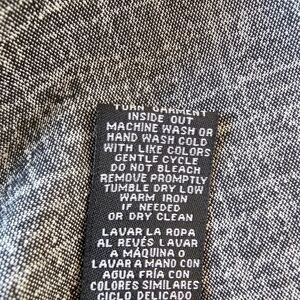 TURN GARMENT
INSIDE OUT
MACHINE WASH OR
HAND WASH COLD
WITH LIKE COLORS
GENTLE CYCLE
DO NOT BLEACH
REMOVE PROMPTLY
TUMBLE DRY LOW
WARM IRON
IF NEEDED
OR DRY CLEAN
LAVAR LA ROPA
AL REVÉS LAVAR
A MÁQUINA O
LAVAR A MANO CON
AGUA FRÍA CON
COLORES SIMILARES
CICLO DELICADO